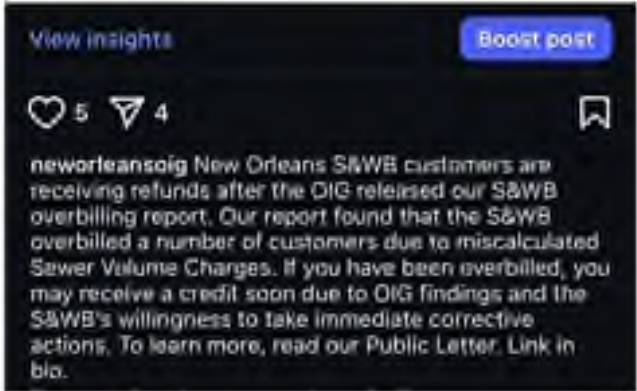 View insights
Boost post
5 4
neworleansoig New Orleans S&WB customers are
receiving refunds after the OIG released our S&WB
overbilling report. Our report found that the S&WB
overbilled a number of customers due to miscalculated
Sewer Volume Charges. If you have been overbilled, you
may receive a credit soon due to OIG findings and the
S&WB's willingness to take immediate corrective
actions. To learn more, read our Public Letter. Link in
bio.